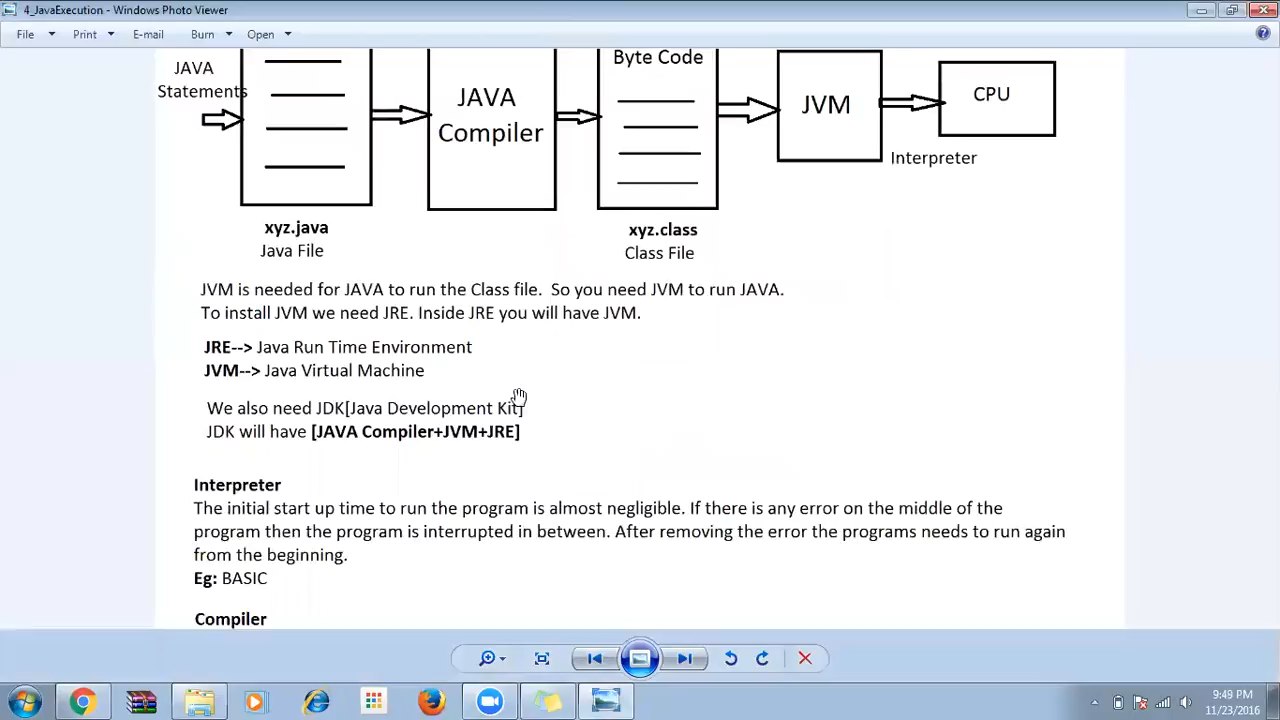 4_JavaExecution - Windows Photo Viewer
File Print E-mail Burn Open
JAVA
Statements
JAVA
Compiler
Byte Code
JVM
CPU
Interpreter
xyz.java
Java File
xyz.class
Class File
JVM is needed for JAVA to run the Class file. So you need JVM to run JAVA.
To install JVM we need JRE. Inside JRE you will have JVM.
JRE--> Java Run Time Environment
JVM--> Java Virtual Machine
We also need JDK[Java Development Kit]
JDK will have [JAVA Compiler+JVM+JRE]
Interpreter
The initial start up time to run the program is almost negligible. If there is any error on the middle of the
program then the program is interrupted in between. After removing the error the programs needs to run again
from the beginning.
Eg: BASIC
Compiler
9:49 PM
11/23/2016